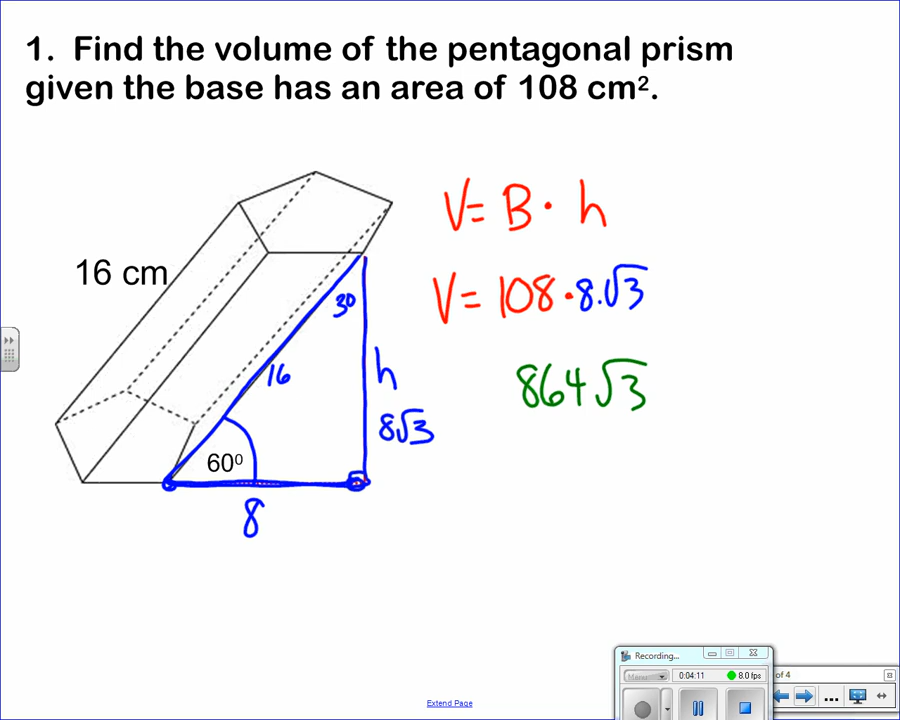 1. Find the volume of the pentagonal prism
given the base has an area of 108 cm².
V= B · h
16 cm
V= 108 · 8.√3
30
16
h
8√3
864√3
60⁰
8
Recording...
Menu
0:04:11
8.0 fps
of 4
...
Extend Page